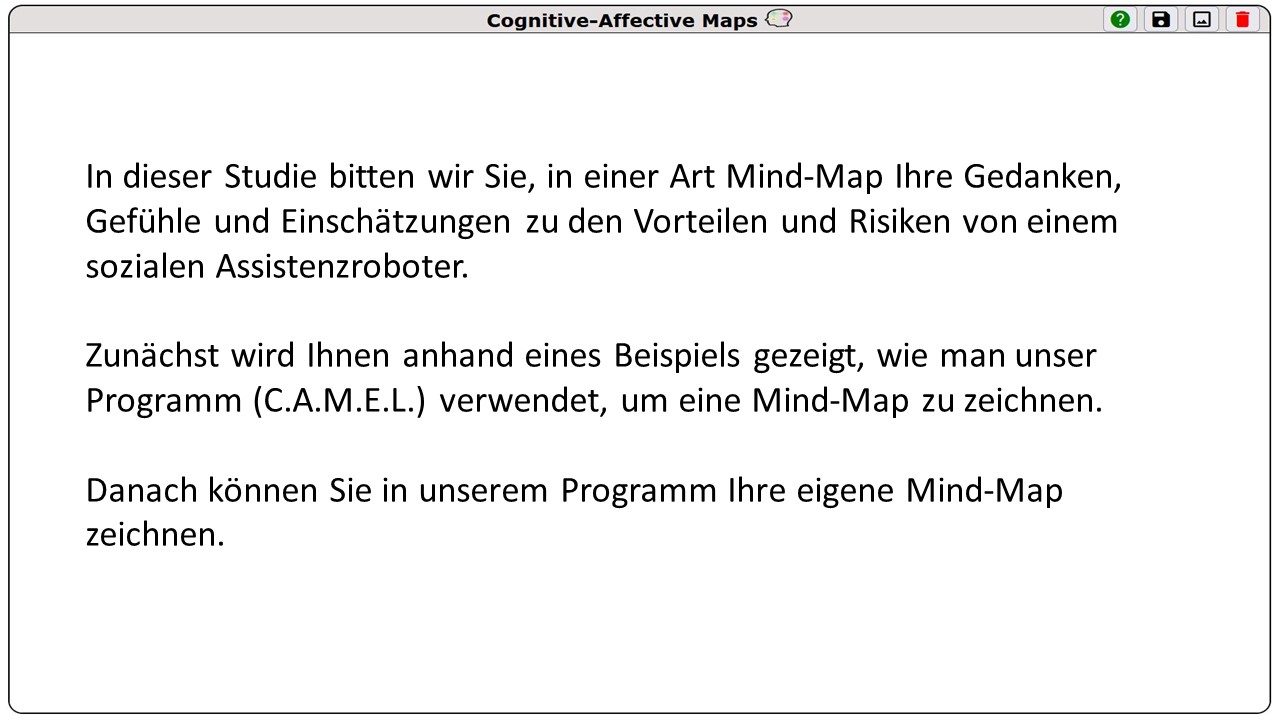 Cognitive-Affective Maps
In dieser Studie bitten wir Sie, in einer Art Mind-Map Ihre Gedanken,
Gefühle und Einschätzungen zu den Vorteilen und Risiken von einem
sozialen Assistenzroboter.
Zunächst wird Ihnen anhand eines Beispiels gezeigt, wie man unser
Programm (C.A.M.E.L.) verwendet, um eine Mind-Map zu zeichnen.
Danach können Sie in unserem Programm Ihre eigene Mind-Map
zeichnen.